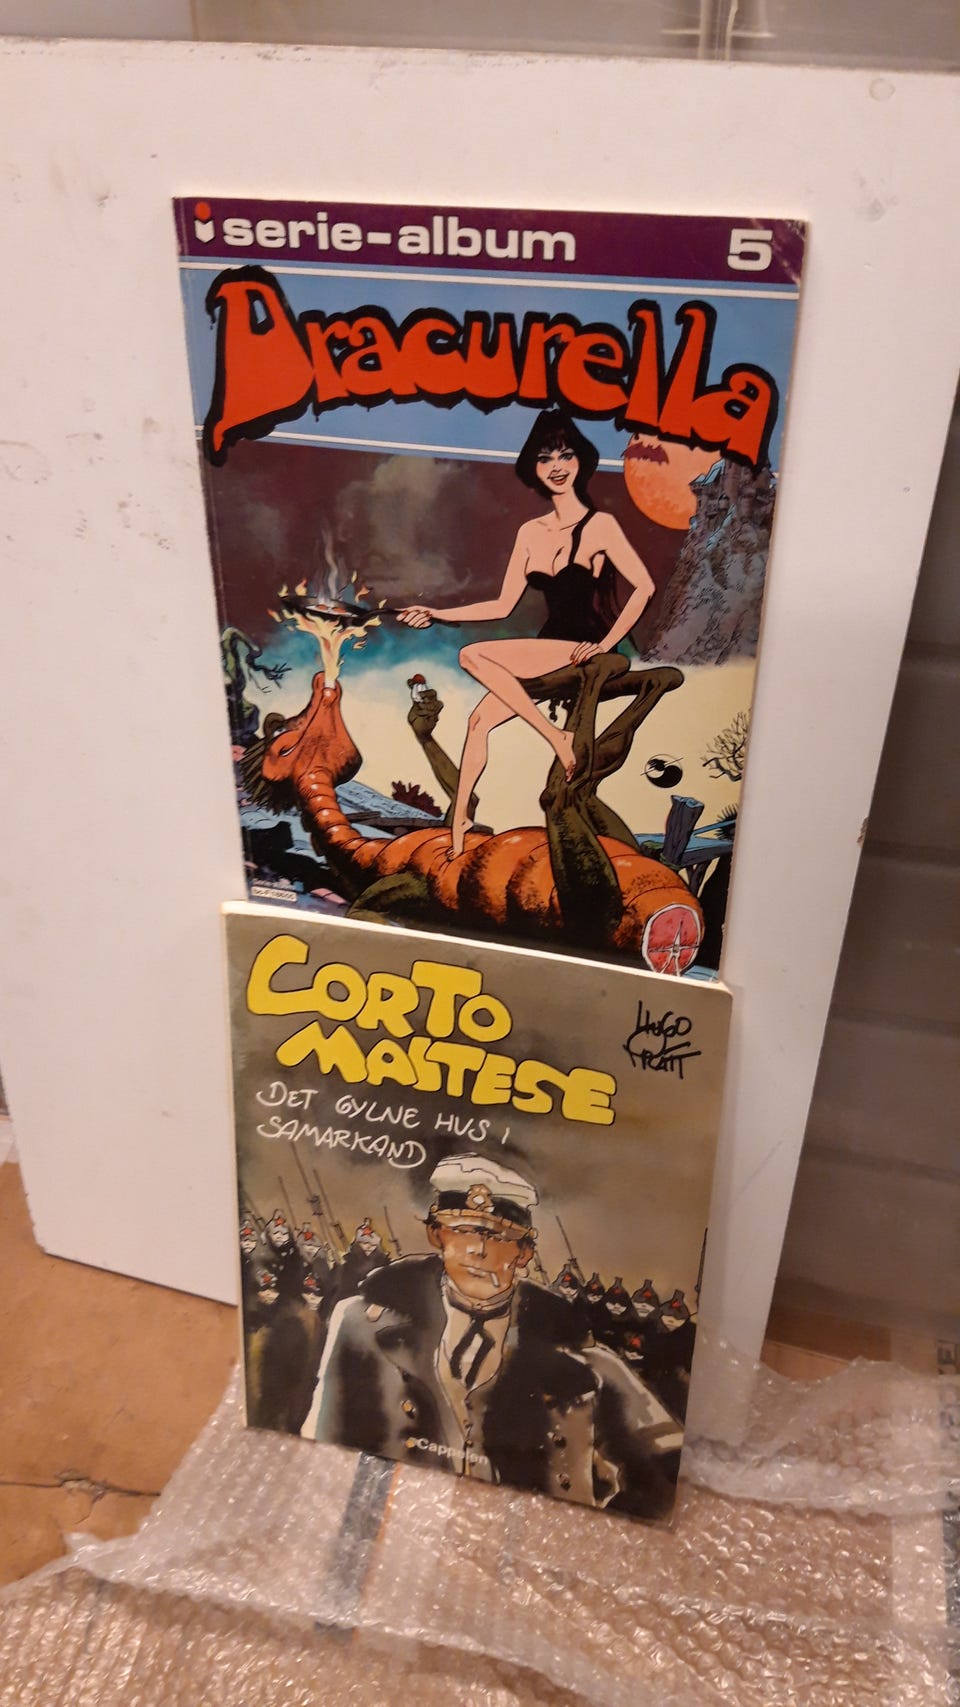 serie-album 5
Dracurella
CORTO
MALTESE
HUGO
PRATT
DET GYLNE HUS I
SAMARKAND
Cappelen